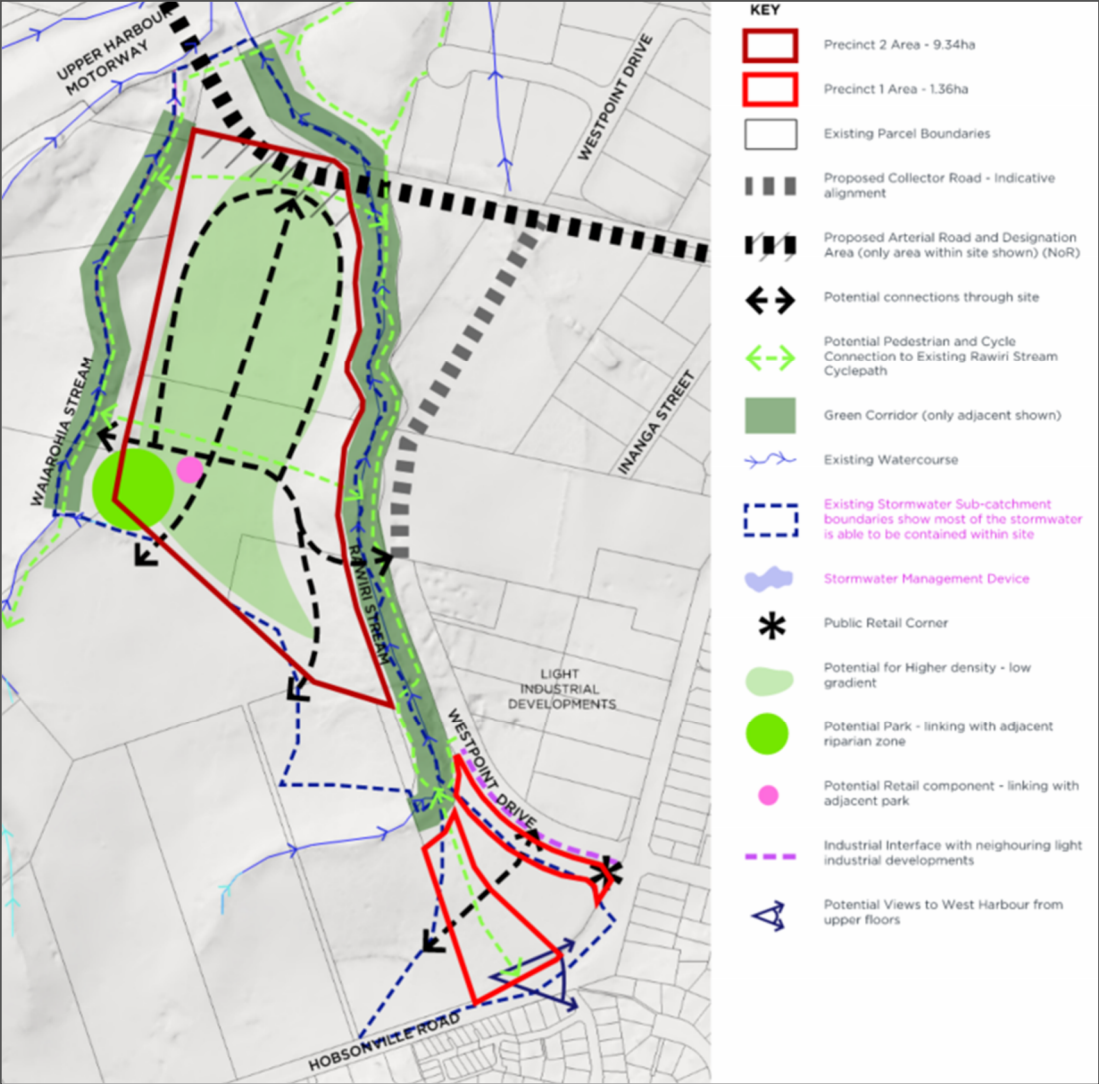 UPPER HARBOUR
MOTORWAY
WESTPOINT DRIVE
INANGA STREET
WAIAROHIA STREAM
RAWIRI STREAM
LIGHT
INDUSTRIAL
DEVELOPMENTS
WESTPOINT DRIVE
HOBSONVILLE ROAD
KEY
Precinct 2 Area - 9.34ha
Precinct 1 Area - 1.36ha
Existing Parcel Boundaries
Proposed Collector Road - Indicative
alignment
Proposed Arterial Road and Designation
Area (only area within site shown) (NoR)
Potential connections through site
Potential Pedestrian and Cycle
Connection to Existing Rawiri Stream
Cyclepath
Green Corridor (only adjacent shown)
Existing Watercourse
Existing Stormwater Sub-catchment
boundaries show most of the stormwater
is able to be contained within site
Stormwater Management Device
Public Retail Corner
Potential for Higher density - low
gradient
Potential Park - linking with adjacent
riparian zone
Potential Retail component - linking with
adjacent park
Industrial Interface with neighouring light
industrial developments
Potential Views to West Harbour from
upper floors